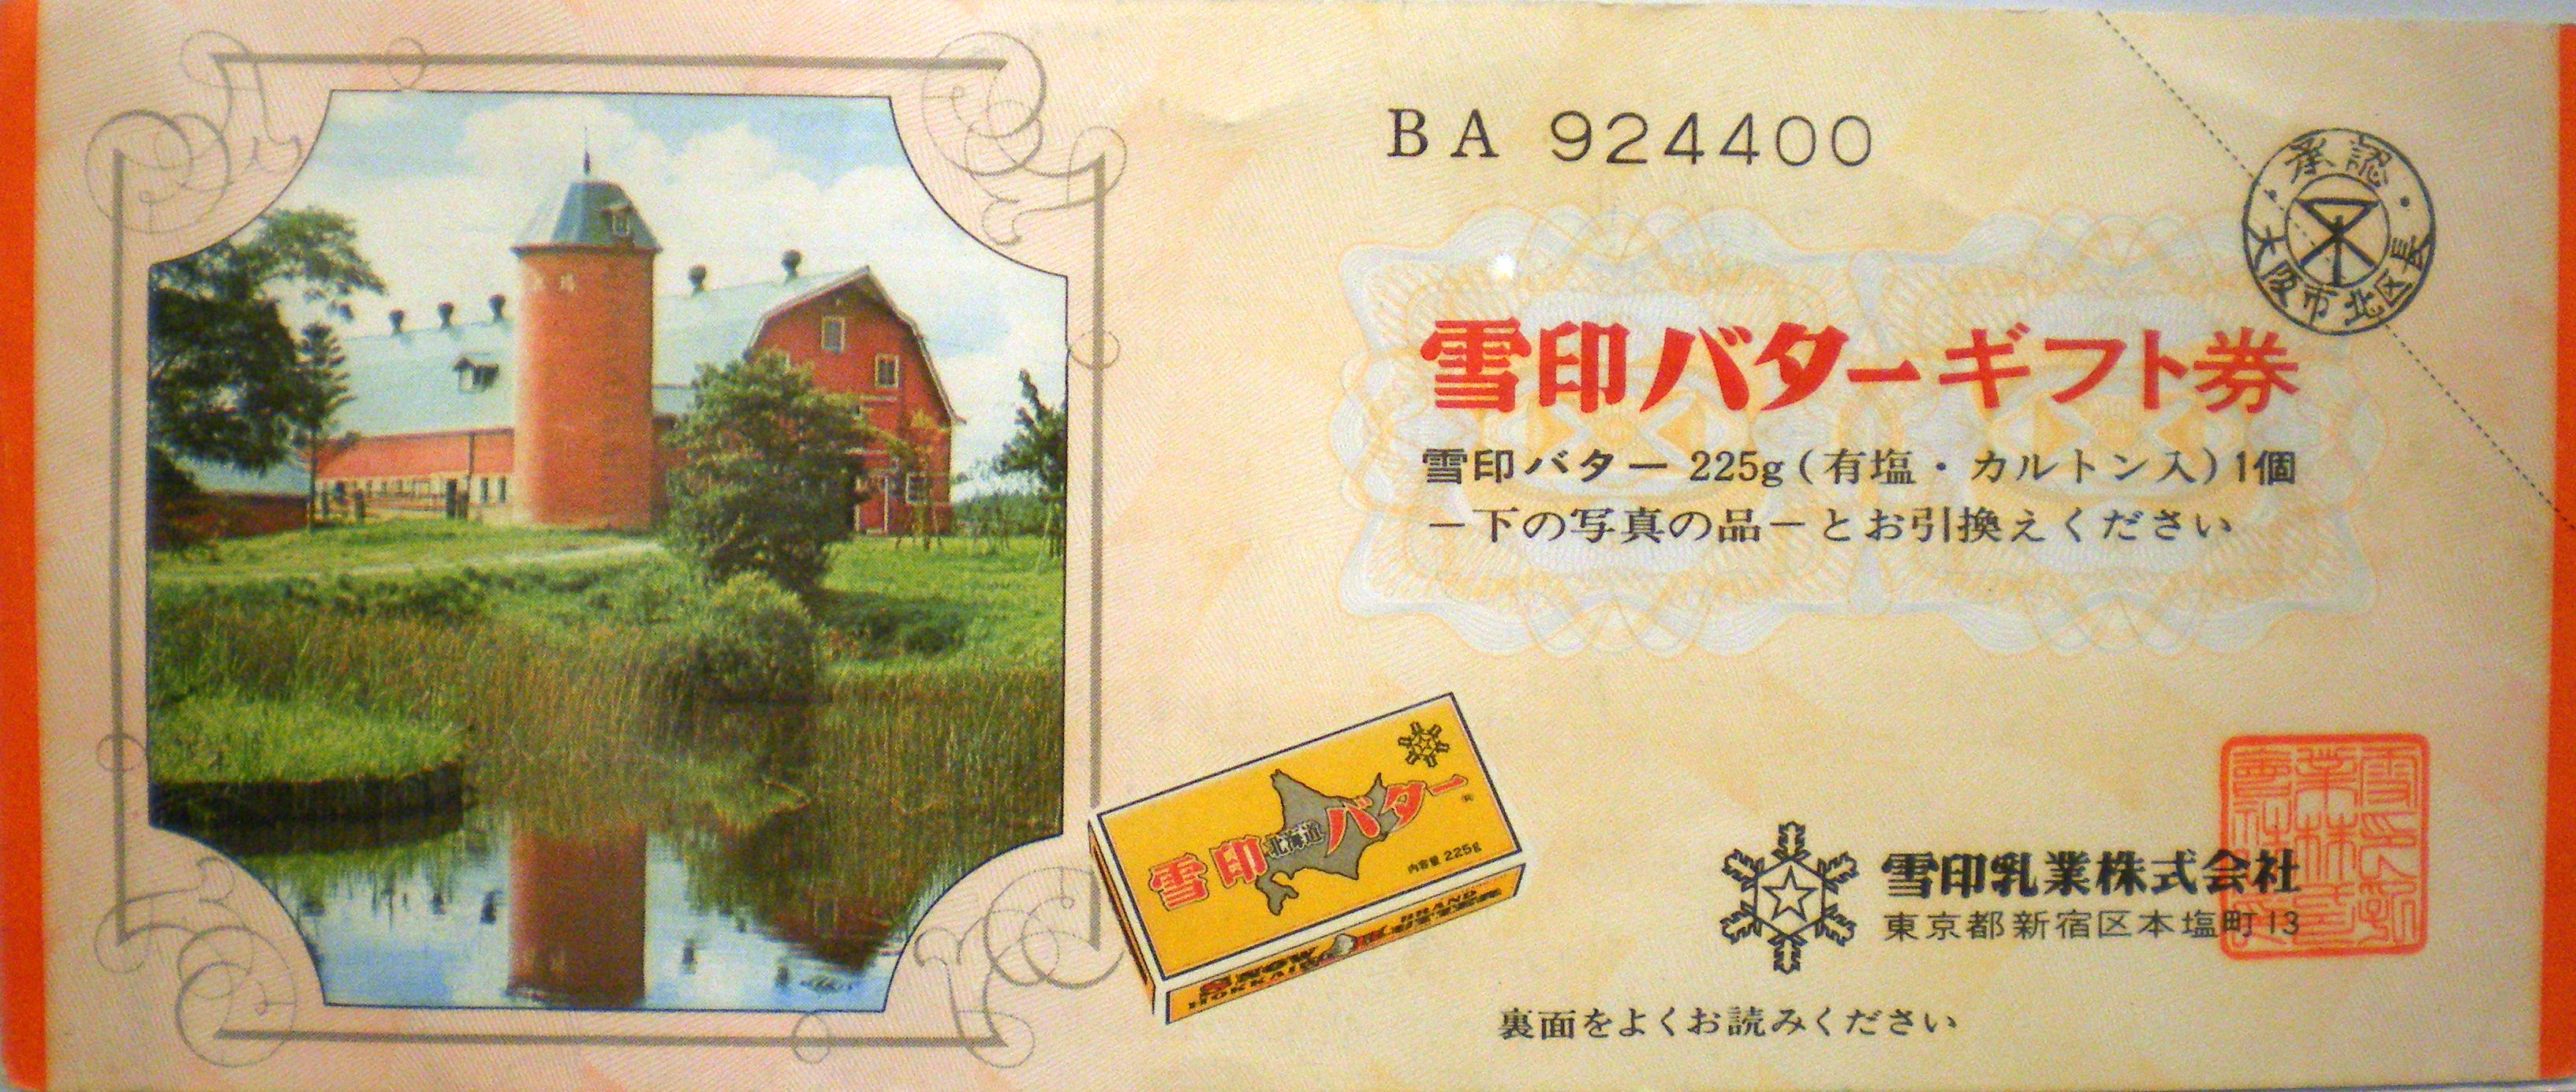 BA 924400
承認
大阪市北区長
雪印バターギフト券
雪印バター 225g(有塩・カルトン入)1個
－下の写真の品－とお引換えください
雪印北海道バター
内容量 225g
雪印乳業株式会社
東京都新宿区本塩町13
裏面をよくお読みください